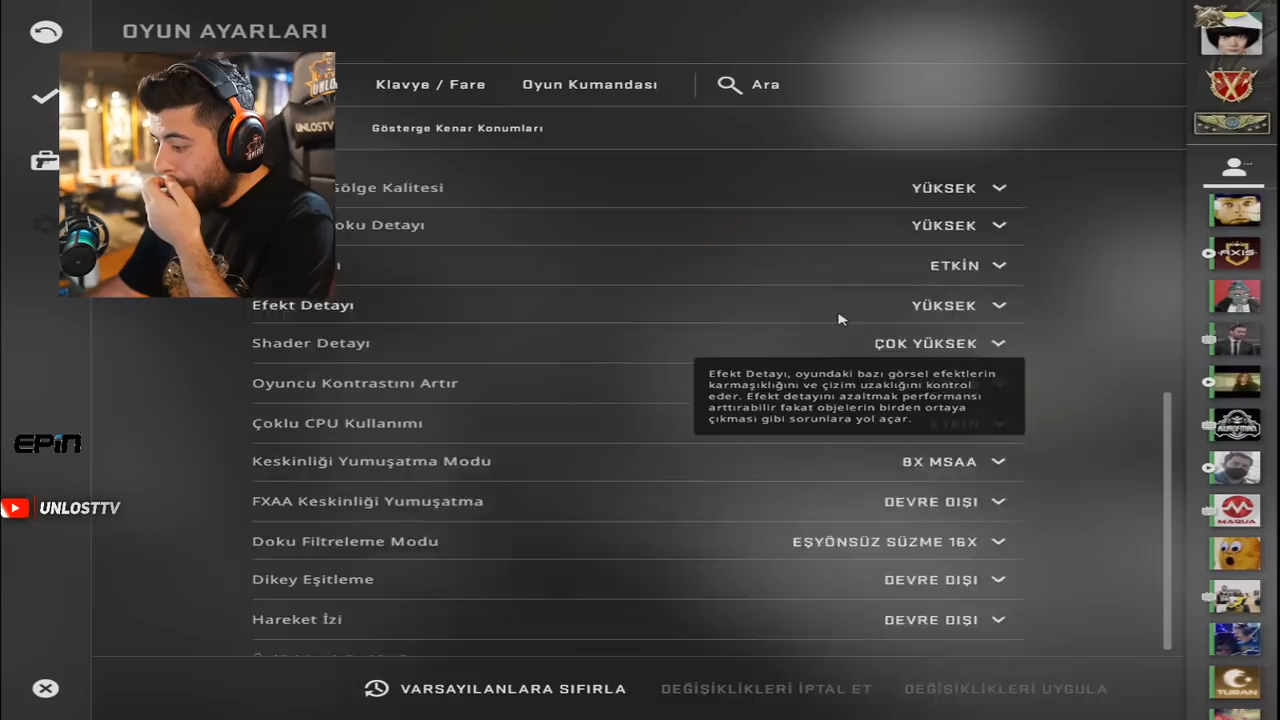 OYUN AYARLARI
Klavye / Fare
Oyun Kumandası
Ara
Gösterge Kenar Konumları
Gölge Kalitesi
YÜKSEK
oku Detayı
YÜKSEK
ETKİN
Efekt Detayı
YÜKSEK
Shader Detayı
ÇOK YÜKSEK
Oyuncu Kontrastını Artır
Efekt Detayı, oyundaki bazı görsel efektlerin
karmaşıklığını ve çizim uzaklığını kontrol
eder. Efekt detayını azaltmak performansı
arttırabilir fakat objelerin birden ortaya
çıkması gibi sorunlara yol açar.
Çoklu CPU Kullanımı
ETKİN
Keskinliği Yumuşatma Modu
8X MSAA
FXAA Keskinliği Yumuşatma
DEVRE DIŞI
Doku Filtreleme Modu
EŞYÖNSÜZ SÜZME 16X
Dikey Eşitleme
DEVRE DIŞI
Hareket İzi
DEVRE DIŞI
VARSAYILANLARA SIFIRLA
DEĞİŞİKLİKLERİ İPTAL ET
DEĞİŞİKLİKLERİ UYGULA
EPİN
UNLOSTTV
UNLOSTV
AXIS
MAQUA
TURAN